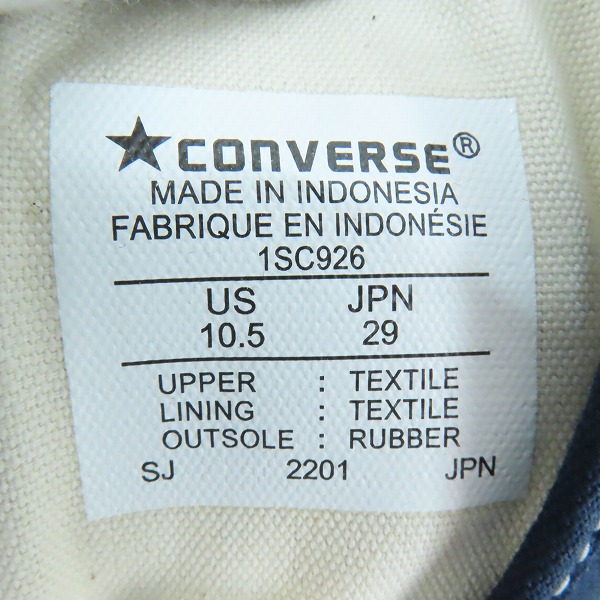 CONVERSE®
MADE IN INDONESIA
FABRIQUE EN INDONÉSIE
1SC926
US JPN
10.5 29
UPPER : TEXTILE
LINING : TEXTILE
OUTSOLE : RUBBER
SJ 2201 JPN